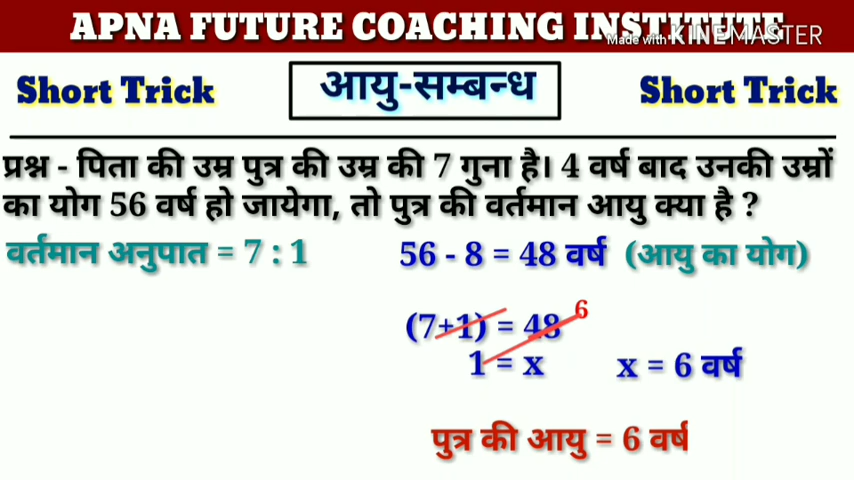 APNA FUTURE COACHING INSTITUTE
Made with KINEMASTER
Short Trick
आयु-सम्बन्ध
Short Trick
प्रश्न - पिता की उम्र पुत्र की उम्र की 7 गुना है। 4 वर्ष बाद उनकी उम्रों
का योग 56 वर्ष हो जायेगा, तो पुत्र की वर्तमान आयु क्या है ?
वर्तमान अनुपात = 7 : 1
56 - 8 = 48 वर्ष (आयु का योग)
(7+1) = 48 6
1 = x
x = 6 वर्ष
पुत्र की आयु = 6 वर्ष